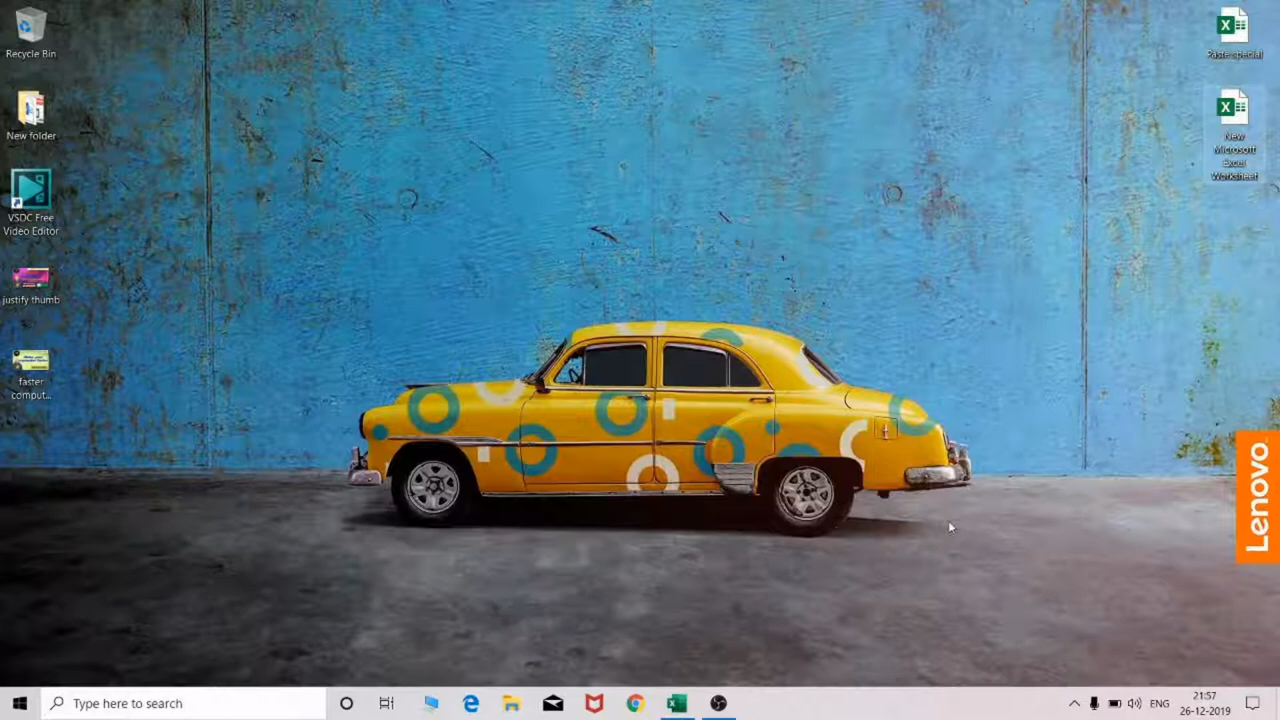 Recycle Bin
New folder
VSDC Free
Video Editor
justify thumb
faster
comput...
Paste special
New
Microsoft
Excel
Worksheet
Lenovo
Type here to search
ENG
21:57
26-12-2019